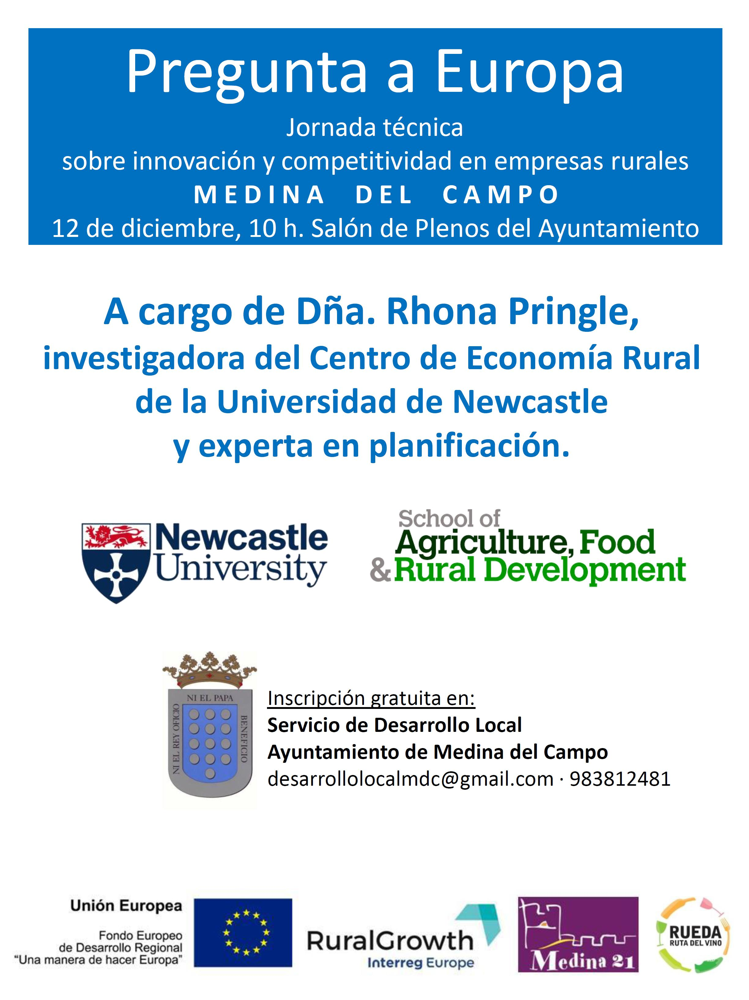 Pregunta a Europa
Jornada técnica
sobre innovación y competitividad en empresas rurales
MEDINA DEL CAMPO
12 de diciembre, 10 h. Salón de Plenos del Ayuntamiento
A cargo de Dña. Rhona Pringle,
investigadora del Centro de Economía Rural
de la Universidad de Newcastle
y experta en planificación.
Newcastle
University
School of
Agriculture, Food
& Rural Development
NI EL PAPA
BENEFICIO
NI EL REY OFICIO
Inscripción gratuita en:
Servicio de Desarrollo Local
Ayuntamiento de Medina del Campo
desarrollolocalmdc@gmail.com · 983812481
Unión Europea
Fondo Europeo
de Desarrollo Regional
“Una manera de hacer Europa”
RuralGrowth
Interreg Europe
Medina 21
RUEDA
RUTA DEL VINO